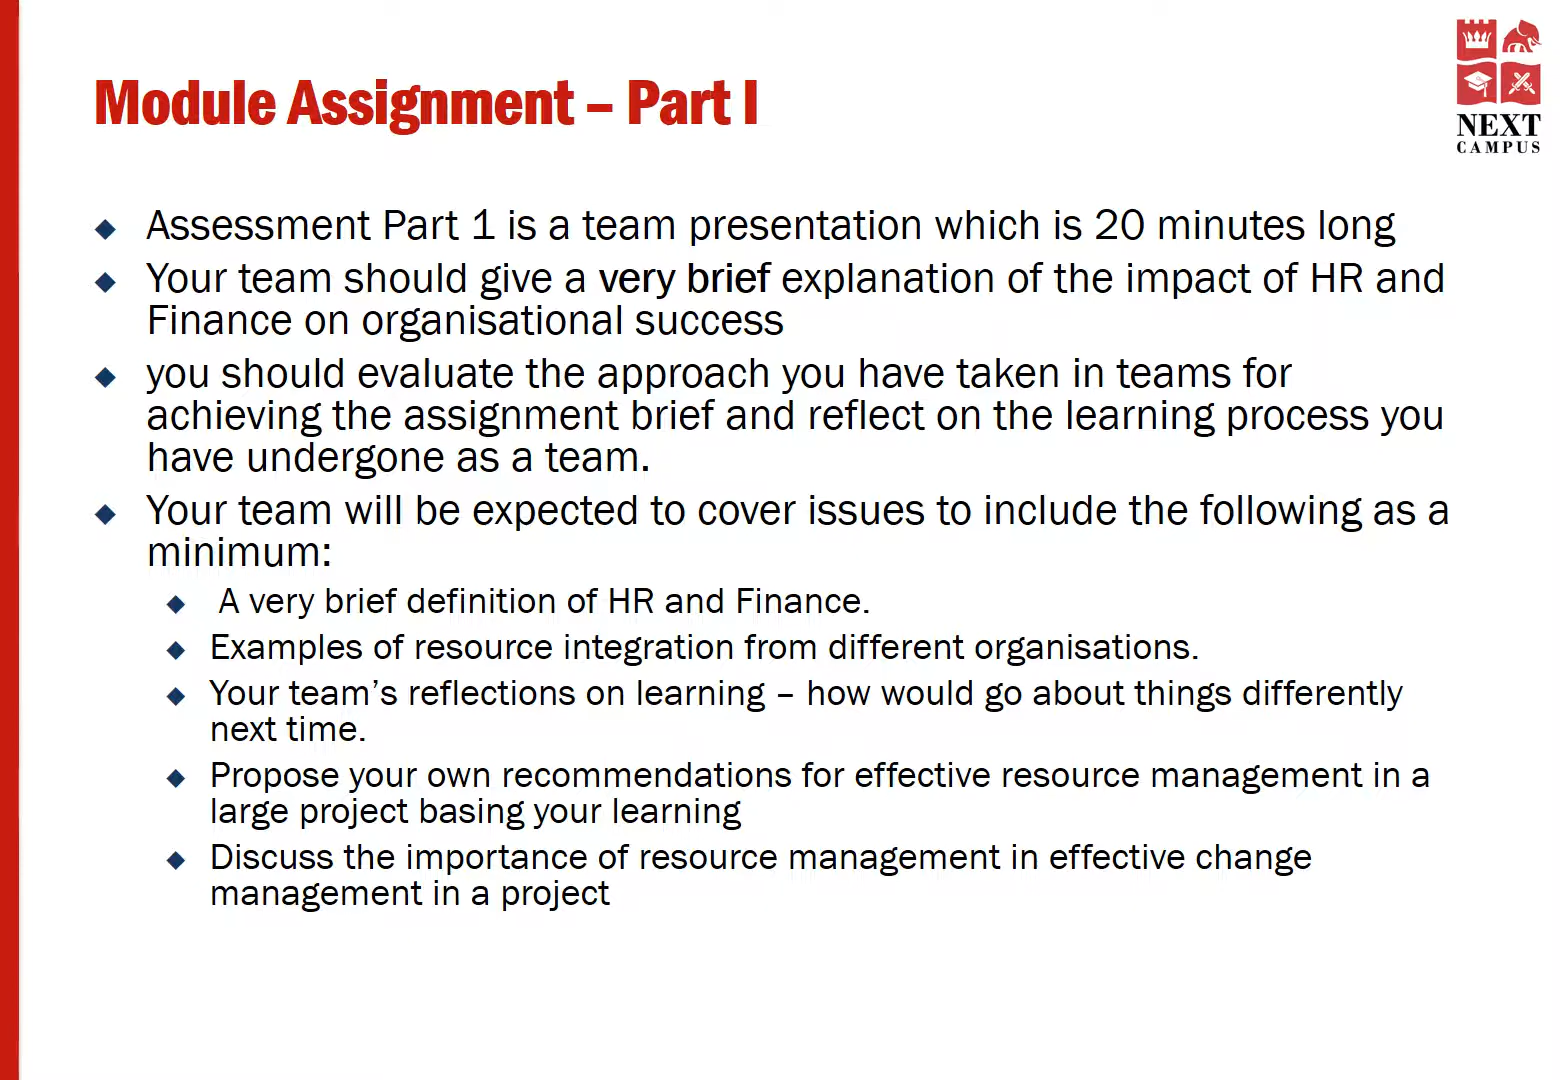 Module Assignment – Part I
NEXT
CAMPUS
Assessment Part 1 is a team presentation which is 20 minutes long
Your team should give a very brief explanation of the impact of HR and
Finance on organisational success
you should evaluate the approach you have taken in teams for
achieving the assignment brief and reflect on the learning process you
have undergone as a team.
Your team will be expected to cover issues to include the following as a
minimum:
A very brief definition of HR and Finance.
Examples of resource integration from different organisations.
Your team’s reflections on learning – how would go about things differently
next time.
Propose your own recommendations for effective resource management in a
large project basing your learning
Discuss the importance of resource management in effective change
management in a project